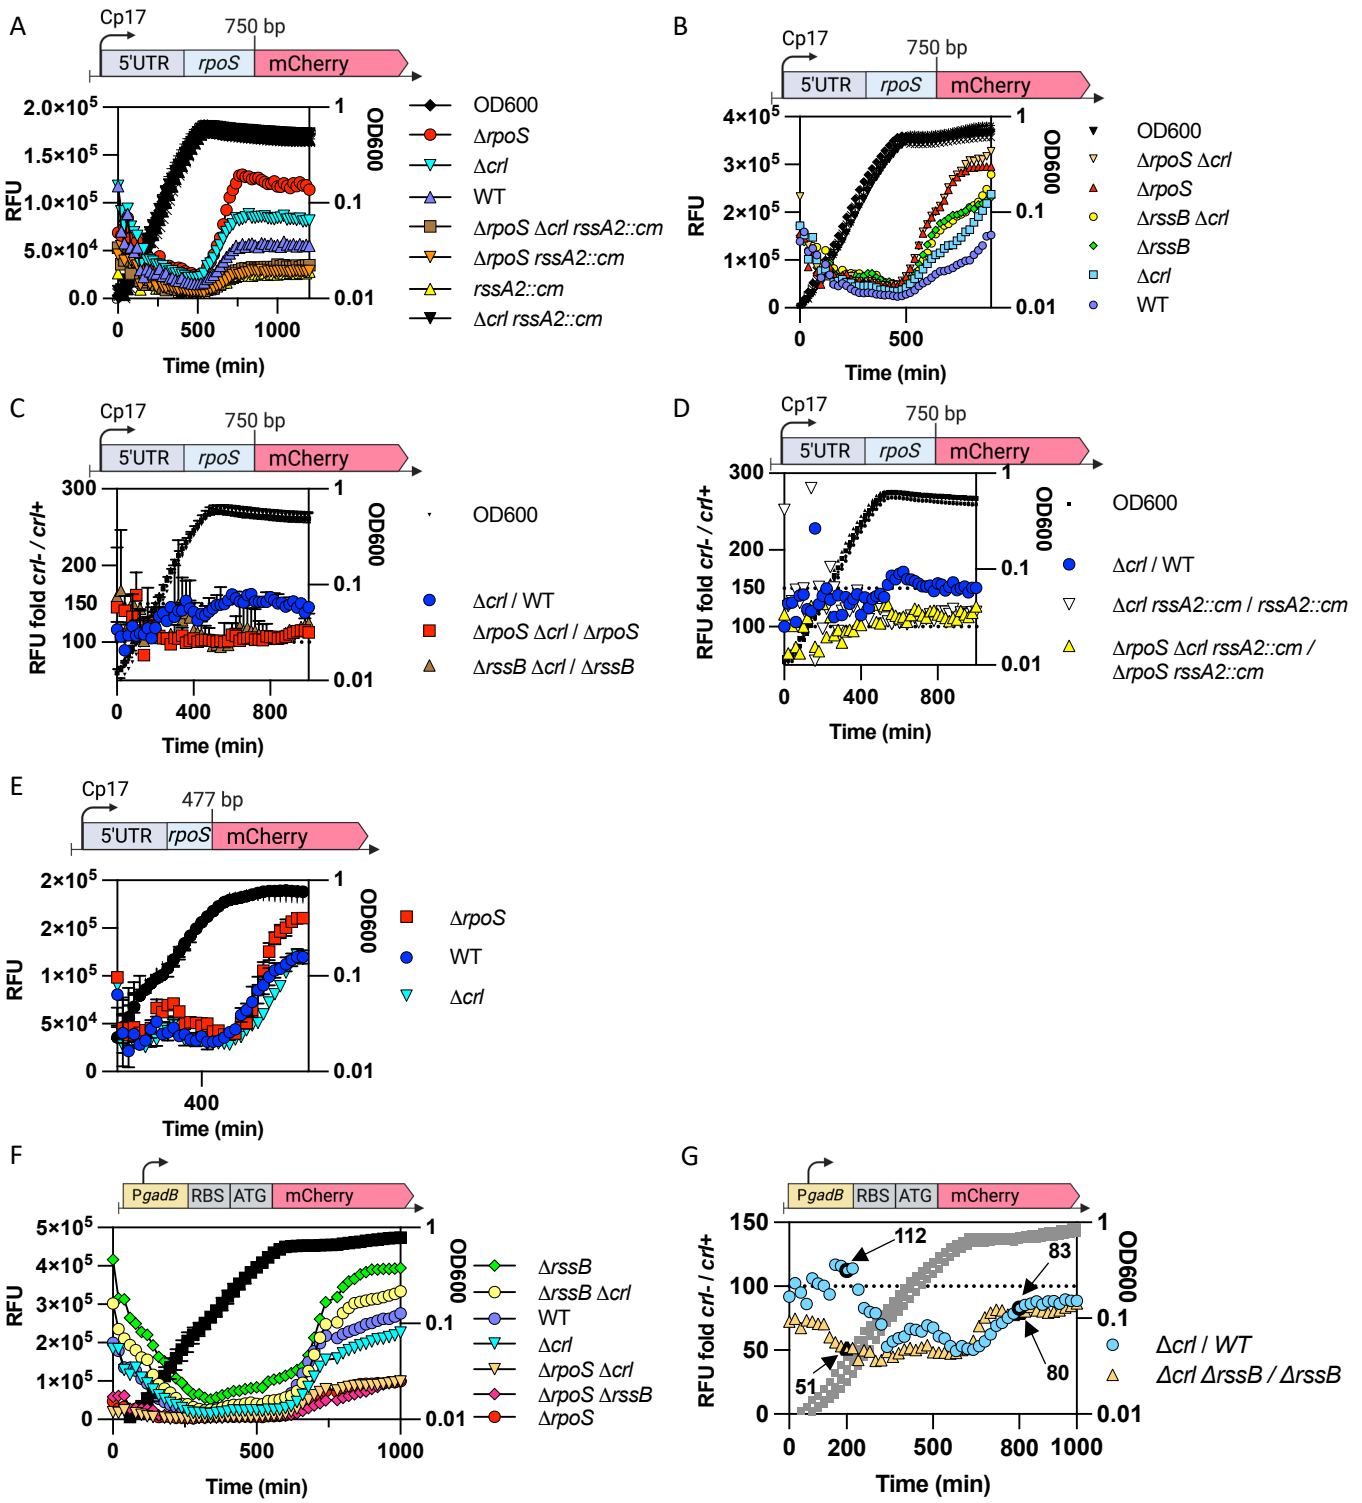 A
Cp17
750 bp
5'UTR rpoS mCherry
2.0×10⁵
1.5×10⁵
1.0×10⁵
5.0×10⁴
0.0
RFU
1
0.1
0.01
OD600
0 500 1000
Time (min)
OD600
ΔrpoS
Δcrl
WT
ΔrpoS Δcrl rssA2::cm
ΔrpoS rssA2::cm
rssA2::cm
Δcrl rssA2::cm
B
Cp17
750 bp
5'UTR rpoS mCherry
4×10⁵
3×10⁵
2×10⁵
1×10⁵
0
RFU
1
0.1
0.01
OD600
0 500
Time (min)
OD600
ΔrpoS Δcrl
ΔrpoS
ΔrssB Δcrl
ΔrssB
Δcrl
WT
C
Cp17
750 bp
5'UTR rpoS mCherry
300
200
150
100
RFU fold crl- / crl+
1
0.1
0.01
OD600
0 400 800
Time (min)
OD600
Δcrl / WT
ΔrpoS Δcrl / ΔrpoS
ΔrssB Δcrl / ΔrssB
D
Cp17
750 bp
5'UTR rpoS mCherry
300
200
150
100
RFU fold crl- / crl+
1
0.1
0.01
OD600
0 400 800
Time (min)
OD600
Δcrl / WT
Δcrl rssA2::cm / rssA2::cm
ΔrpoS Δcrl rssA2::cm /
ΔrpoS rssA2::cm
E
Cp17
477 bp
5'UTR rpoS mCherry
2×10⁵
2×10⁵
1×10⁵
5×10⁴
0
RFU
1
0.1
0.01
OD600
400
Time (min)
ΔrpoS
WT
Δcrl
F
PgadB RBS ATG mCherry
5×10⁵
4×10⁵
3×10⁵
2×10⁵
1×10⁵
0
RFU
1
0.1
0.01
OD600
0 500 1000
Time (min)
ΔrssB
ΔrssB Δcrl
WT
Δcrl
ΔrpoS Δcrl
ΔrpoS ΔrssB
ΔrpoS
G
PgadB RBS ATG mCherry
150
100
50
0
RFU fold crl- / crl+
112
83
51
80
1
0.1
0.01
OD600
0 200 500 800 1000
Time (min)
Δcrl / WT
Δcrl ΔrssB / ΔrssB